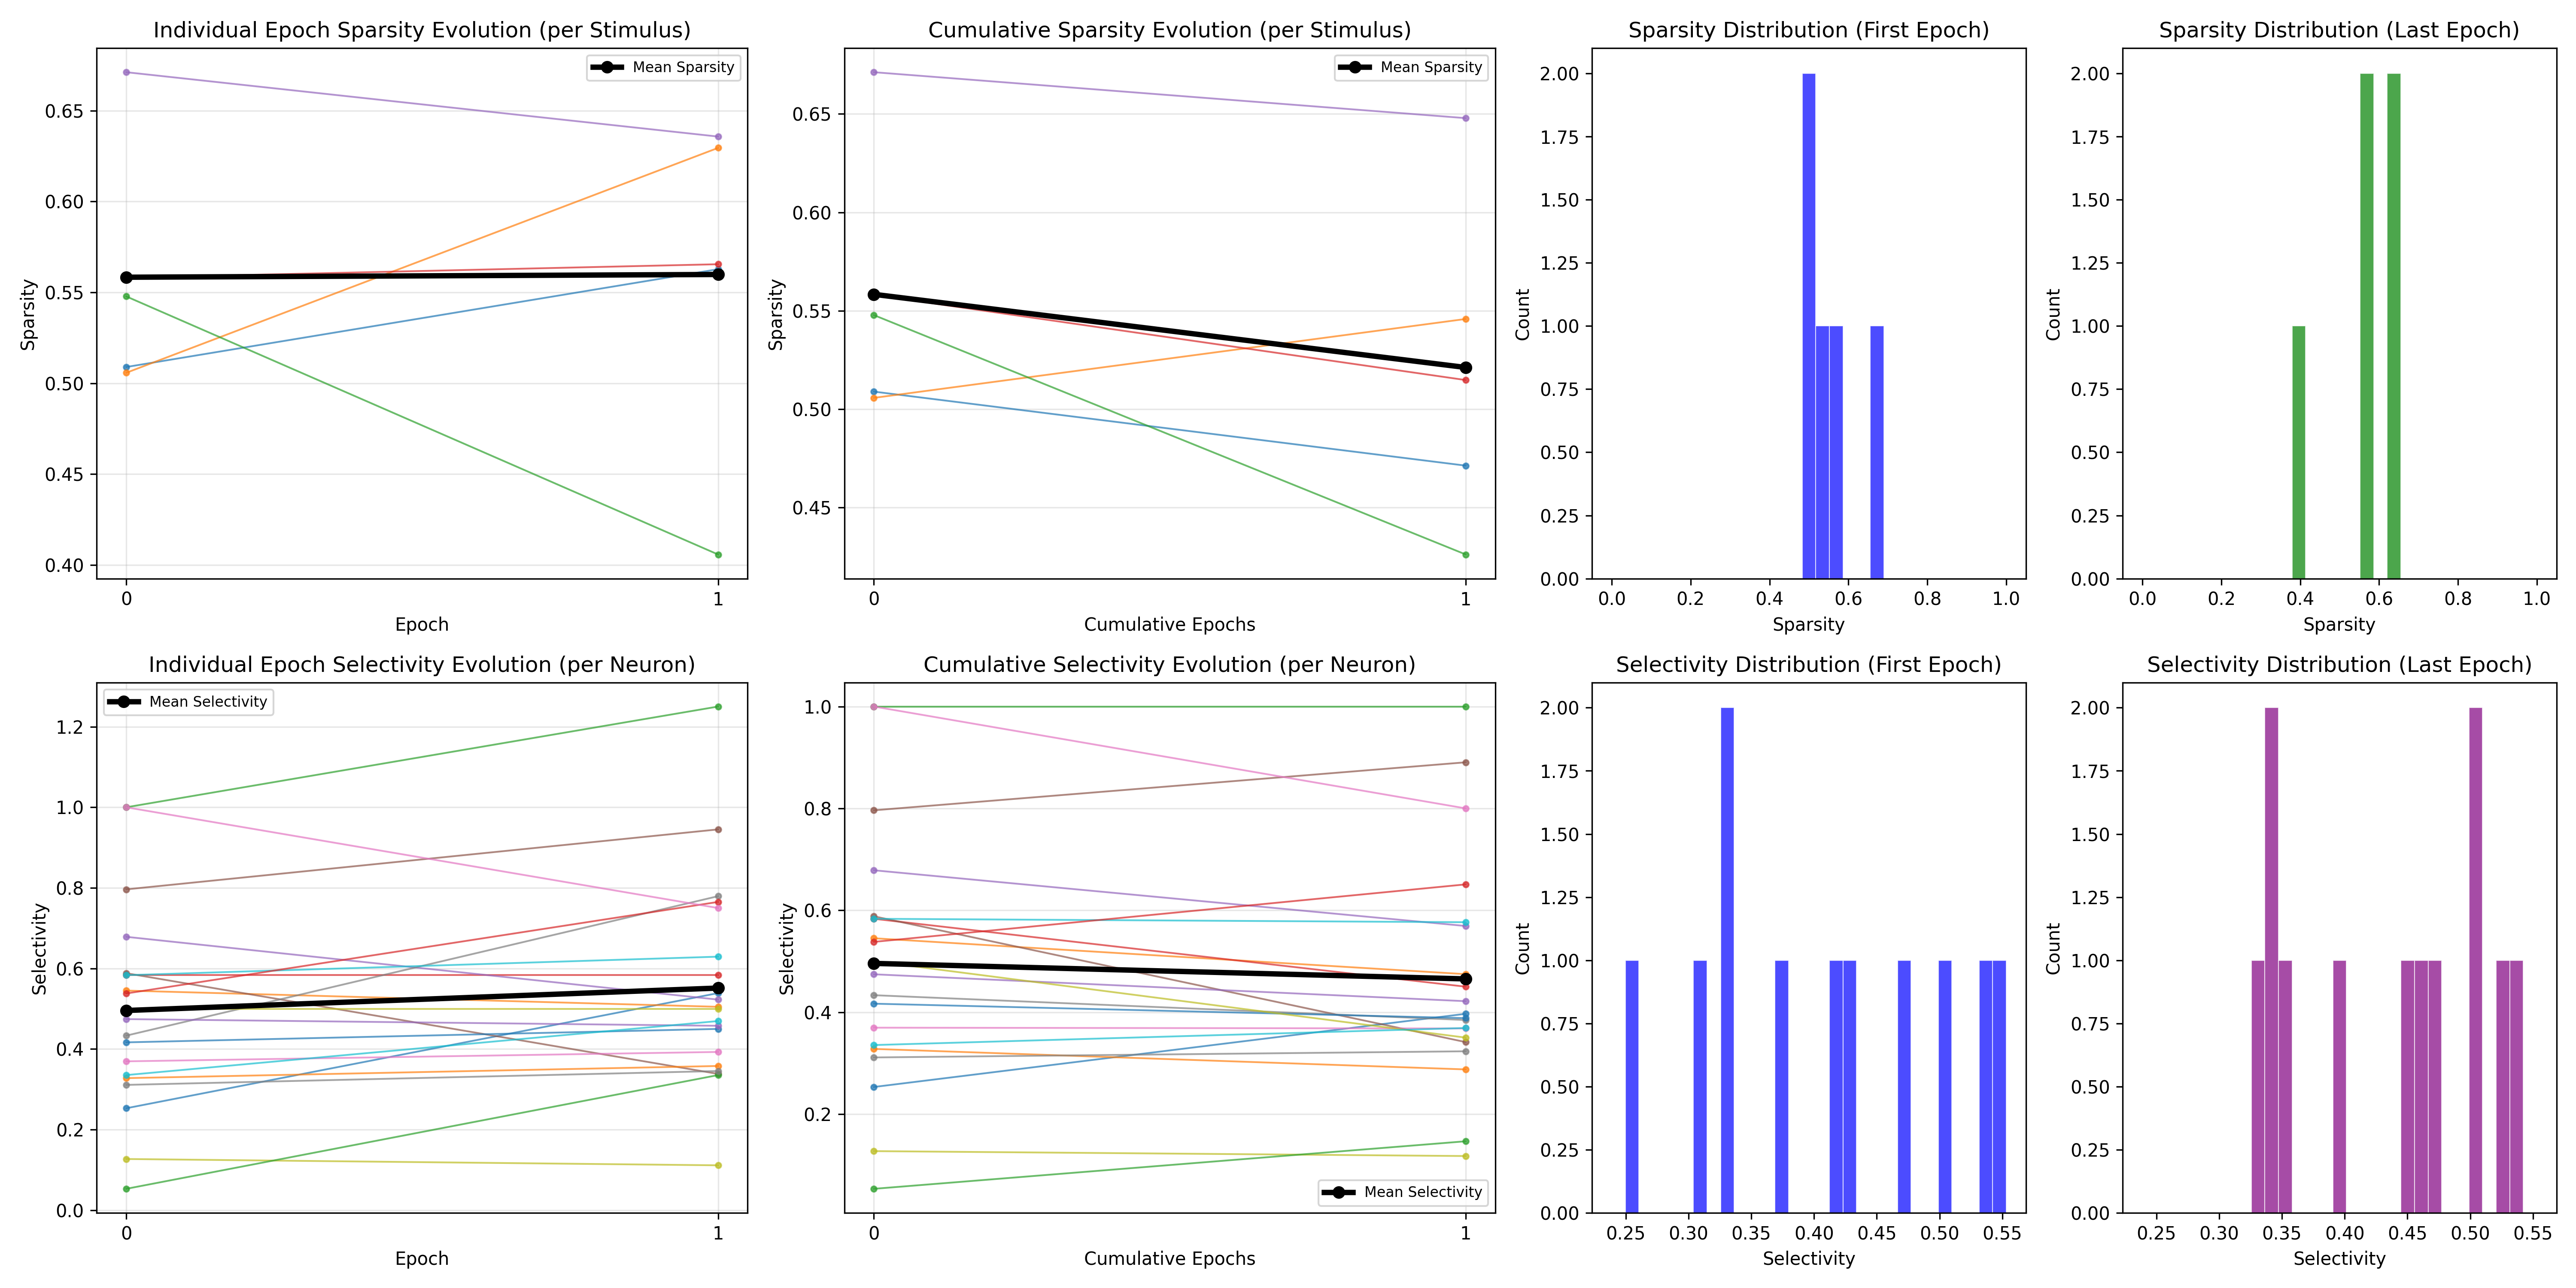 Individual Epoch Sparsity Evolution (per Stimulus)
Mean Sparsity
0.65
0.60
0.55
0.50
0.45
0.40
Sparsity
0
1
Epoch
Cumulative Sparsity Evolution (per Stimulus)
Mean Sparsity
0.65
0.60
0.55
0.50
0.45
Sparsity
0
1
Cumulative Epochs
Sparsity Distribution (First Epoch)
2.00
1.75
1.50
1.25
1.00
0.75
0.50
0.25
0.00
Count
0.0 0.2 0.4 0.6 0.8 1.0
Sparsity
Sparsity Distribution (Last Epoch)
2.00
1.75
1.50
1.25
1.00
0.75
0.50
0.25
0.00
Count
0.0 0.2 0.4 0.6 0.8 1.0
Sparsity
Individual Epoch Selectivity Evolution (per Neuron)
Mean Selectivity
1.2
1.0
0.8
0.6
0.4
0.2
0.0
Selectivity
0
1
Epoch
Cumulative Selectivity Evolution (per Neuron)
1.0
0.8
0.6
0.4
0.2
Selectivity
Mean Selectivity
0
1
Cumulative Epochs
Selectivity Distribution (First Epoch)
2.00
1.75
1.50
1.25
1.00
0.75
0.50
0.25
0.00
Count
0.25 0.30 0.35 0.40 0.45 0.50 0.55
Selectivity
Selectivity Distribution (Last Epoch)
2.00
1.75
1.50
1.25
1.00
0.75
0.50
0.25
0.00
Count
0.25 0.30 0.35 0.40 0.45 0.50 0.55
Selectivity